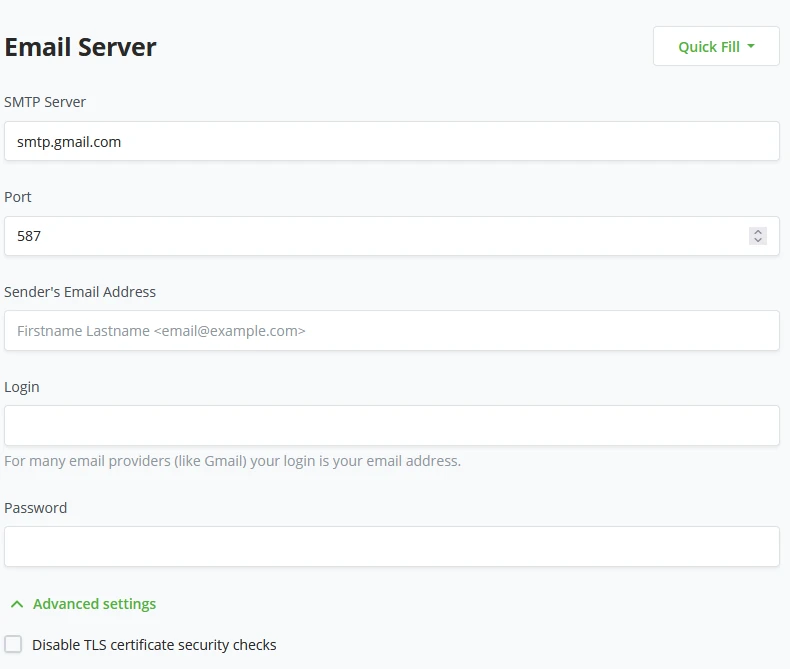 Email Server
Quick Fill
SMTP Server
smtp.gmail.com
Port
587
Sender's Email Address
Firstname Lastname <email@example.com>
Login
For many email providers (like Gmail) your login is your email address.
Password
Advanced settings
Disable TLS certificate security checks